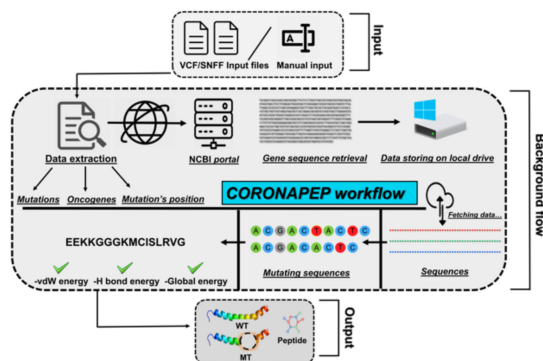 Input
VCF/SNFF Input files
Manual input
A
Background flow
Data extraction
NCBI portal
Gene sequence retrieval
Data storing on local drive
Mutations
Oncogenes
Mutation's position
CORONAPEP workflow
Fetching data...
EEKKGGGKMCISLRVG
ACGACTACTC
ACGACACTC
-vdW energy
-H bond energy
-Global energy
Mutating sequences
Sequences
Output
WT
Peptide
MT